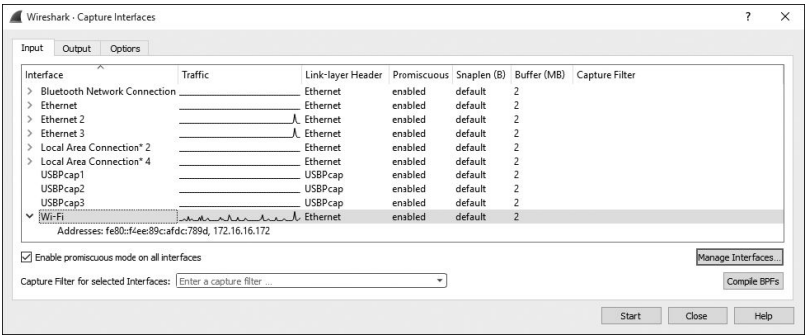 Wireshark · Capture Interfaces
Input Output Options
Interface Traffic Link-layer Header Promiscuous Snaplen (B) Buffer (MB) Capture Filter
Bluetooth Network Connection Ethernet enabled default 2
Ethernet Ethernet enabled default 2
Ethernet 2 Ethernet enabled default 2
Ethernet 3 Ethernet enabled default 2
Local Area Connection* 2 Ethernet enabled default 2
Local Area Connection* 4 Ethernet enabled default 2
USBPcap1 USBPcap enabled default 2
USBPcap2 USBPcap enabled default 2
USBPcap3 USBPcap enabled default 2
Wi-Fi Ethernet enabled default 2
Addresses: fe80::f4ee:89c:afdc:789d, 172.16.16.172
Enable promiscuous mode on all interfaces
Manage Interfaces...
Capture Filter for selected Interfaces: Enter a capture filter ...
Compile BPFs
Start Close Help